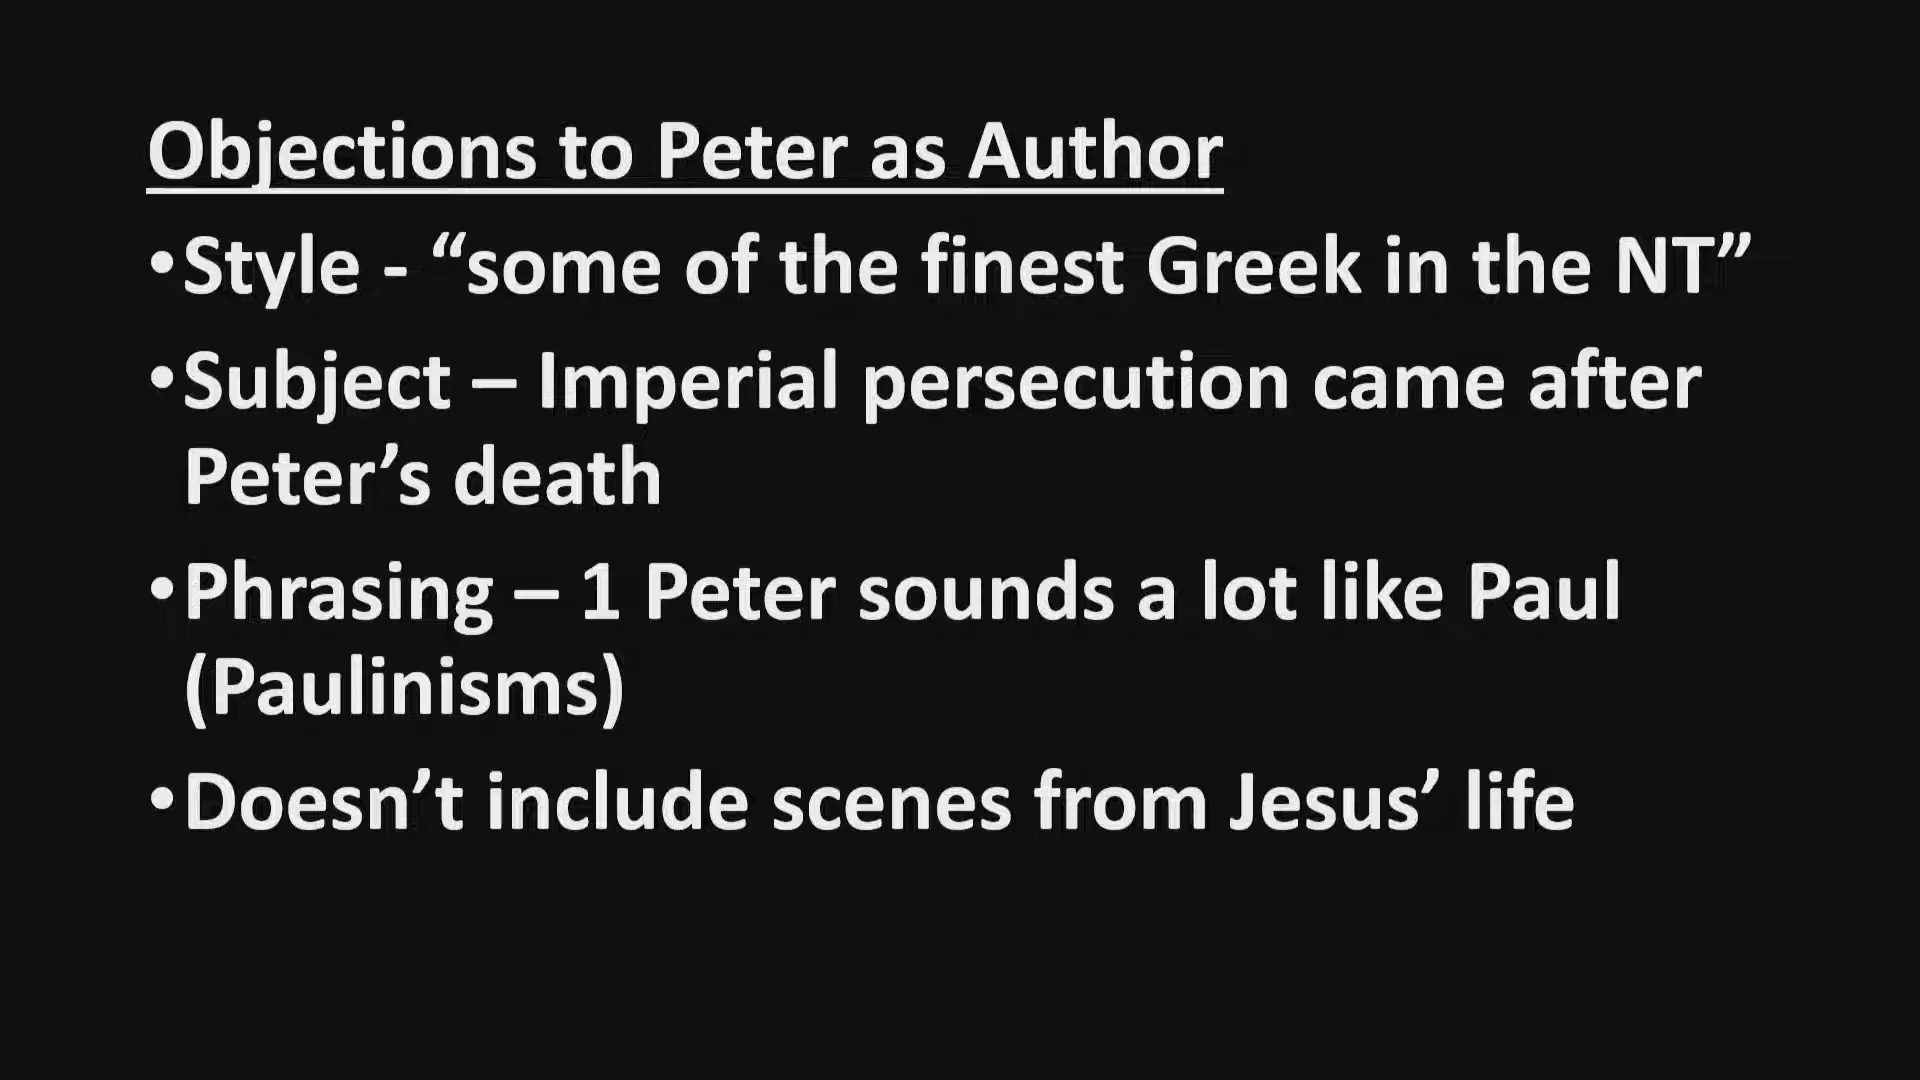 Objections to Peter as Author
•Style - “some of the finest Greek in the NT”
•Subject – Imperial persecution came after
Peter’s death
•Phrasing – 1 Peter sounds a lot like Paul
(Paulinisms)
•Doesn’t include scenes from Jesus’ life